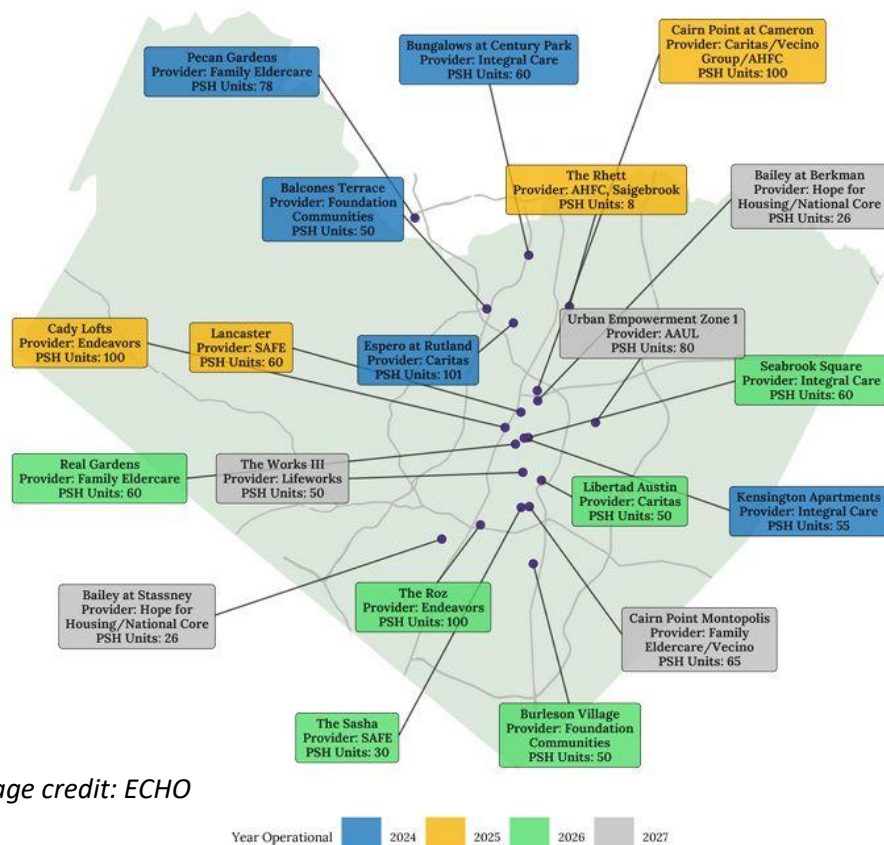 Pecan Gardens
Provider: Family Eldercare
PSH Units: 78
Bungalows at Century Park
Provider: Integral Care
PSH Units: 60
Cairn Point at Cameron
Provider: Caritas/Vecino
Group/AHFC
PSH Units: 100
Balcones Terrace
Provider: Foundation
Communities
PSH Units: 50
The Rhett
Provider: AHFC, Saigebrook
PSH Units: 8
Bailey at Berkman
Provider: Hope for
Housing/National Core
PSH Units: 26
Cady Lofts
Provider: Endeavors
PSH Units: 100
Lancaster
Provider: SAFE
PSH Units: 60
Espero at Rutland
Provider: Caritas
PSH Units: 101
Urban Empowerment Zone 1
Provider: AAUL
PSH Units: 80
Seabrook Square
Provider: Integral Care
PSH Units: 60
Real Gardens
Provider: Family Eldercare
PSH Units: 60
The Works III
Provider: Lifeworks
PSH Units: 50
Libertad Austin
Provider: Caritas
PSH Units: 50
Kensington Apartments
Provider: Integral Care
PSH Units: 55
Bailey at Stassney
Provider: Hope for
Housing/National Core
PSH Units: 26
The Roz
Provider: Endeavors
PSH Units: 100
Cairn Point Montopolis
Provider: Family
Eldercare/Vecino
PSH Units: 65
The Sasha
Provider: SAFE
PSH Units: 30
Burleson Village
Provider: Foundation
Communities
PSH Units: 50
age credit: ECHO
Year Operational 2024 2025 2026 2027